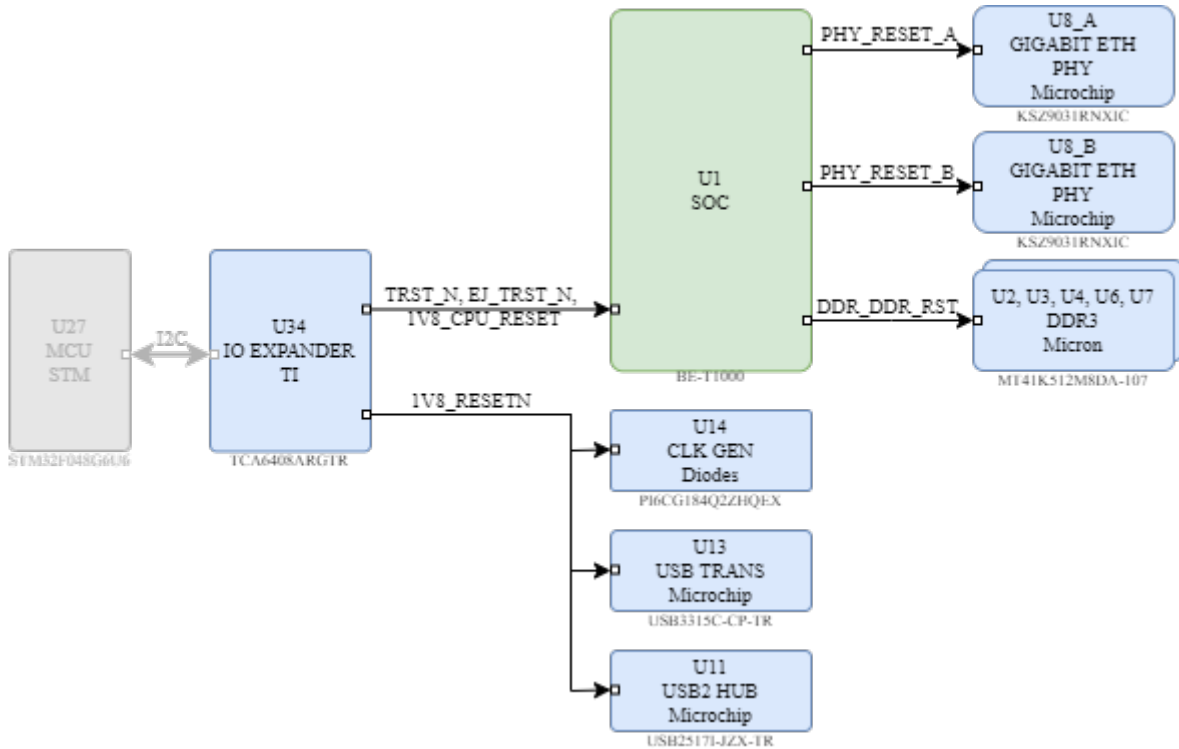 U27
MCU
STM
STM32F048G6U6
I2C
U34
IO EXPANDER
TI
TCA6408ARGTR
TRST_N, EJ_TRST_N,
1V8_CPU_RESET
1V8_RESETN
U1
SOC
BE-T1000
PHY_RESET_A
U8_A
GIGABIT ETH
PHY
Microchip
KSZ9031RNXIC
PHY_RESET_B
U8_B
GIGABIT ETH
PHY
Microchip
KSZ9031RNXIC
DDR_DDR_RST
U2, U3, U4, U6, U7
DDR3
Micron
MT41K512M8DA-107
U14
CLK GEN
Diodes
PI6CG184Q2ZHQEX
U13
USB TRANS
Microchip
USB3315C-CP-TR
U11
USB2 HUB
Microchip
USB2517I-JZX-TR